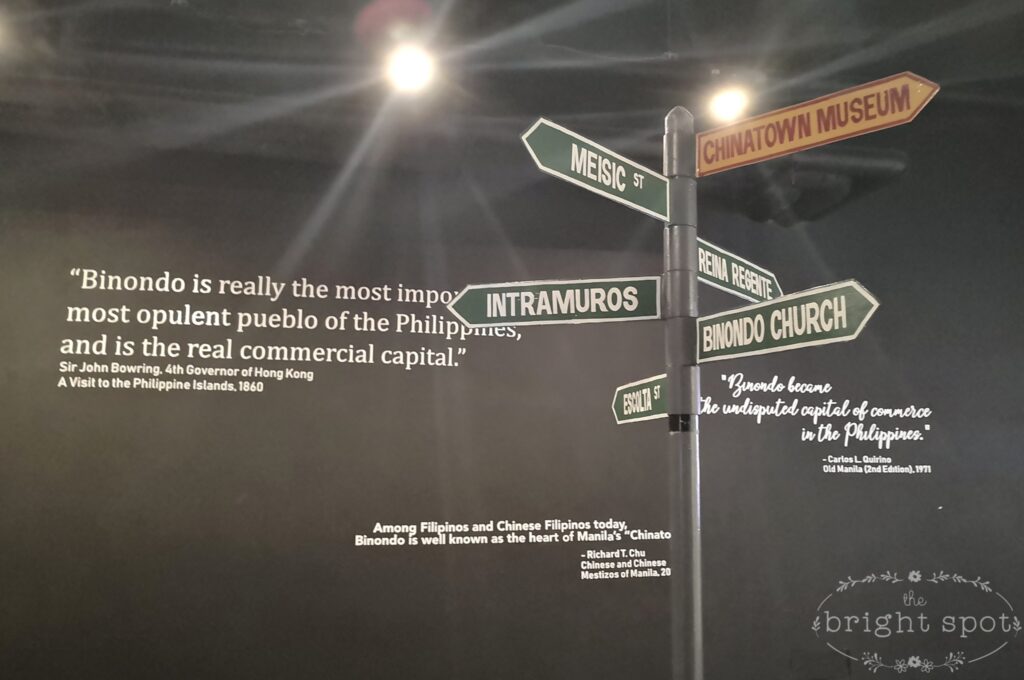 CHINATOWN MUSEUM
MEISIC ST
REINA REGENTE
INTRAMUROS
BINONDO CHURCH
ESCOLTA ST
“Binondo is really the most impo
most opulent pueblo of the Philippines,
and is the real commercial capital.”
Sir John Bowring, 4th Governor of Hong Kong
A Visit to the Philippine Islands, 1860
"Binondo became
the undisputed capital of commerce
in the Philippines."
- Carlos L. Quirino
Old Manila (2nd Edition), 1971
Among Filipinos and Chinese Filipinos today,
Binondo is well known as the heart of Manila's "Chinato
- Richard T. Chu
Chinese and Chinese
Mestizos of Manila, 20
the
bright spot